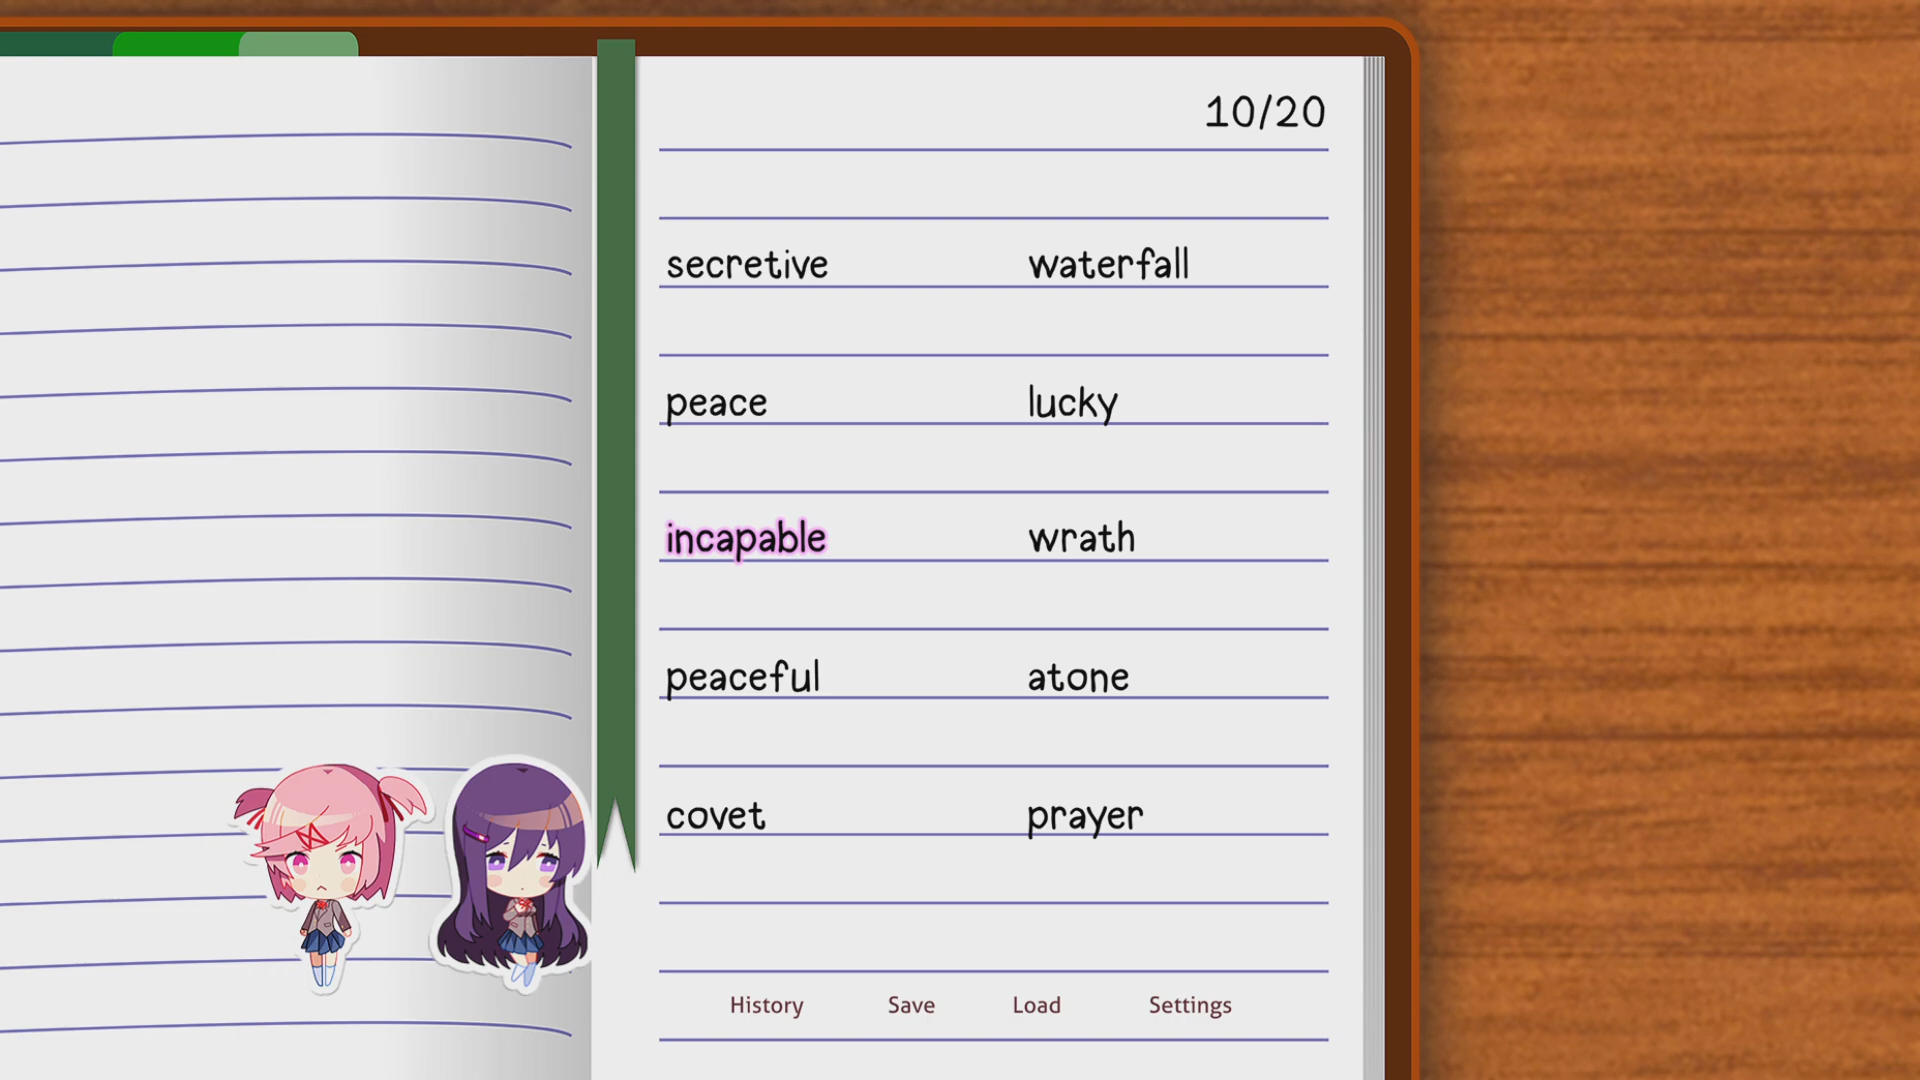 10/20
secretive waterfall
peace lucky
incapable wrath
peaceful atone
covet prayer
History Save Load Settings